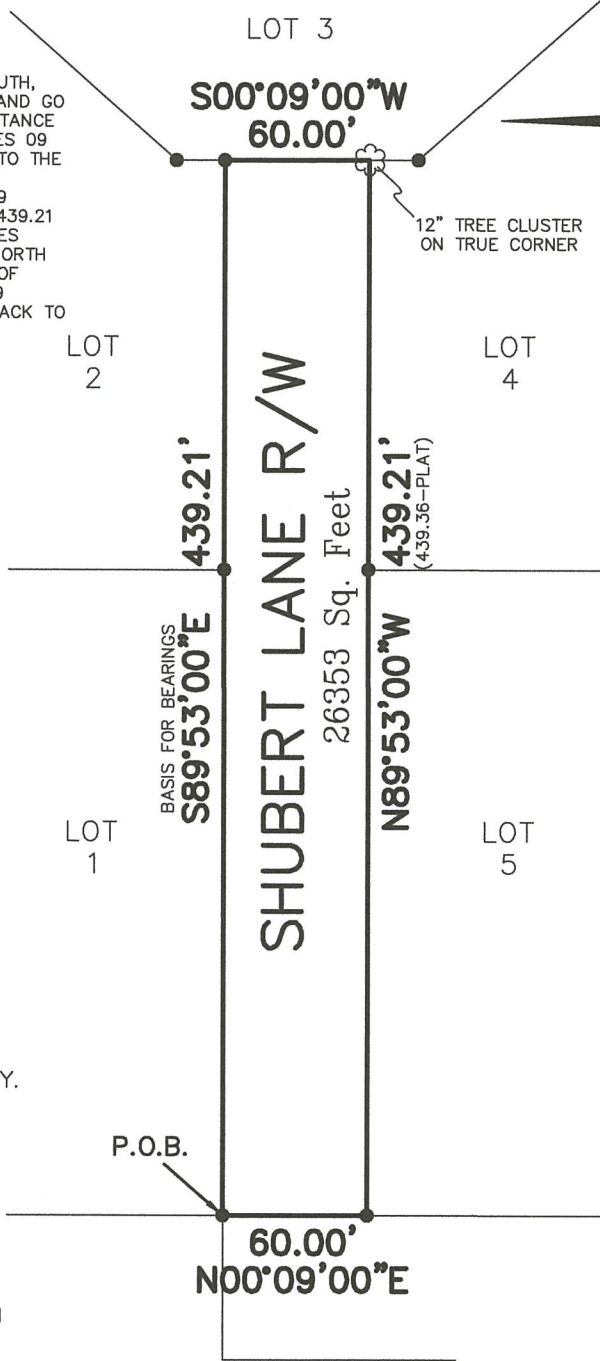 LOT 3
UTH,
AND GO
TANCE
ES 09
TO THE
9
439.21
ES
ORTH
OF
9
ACK TO
S00°09'00"W
60.00'
12" TREE CLUSTER
ON TRUE CORNER
LOT
2
LOT
4
439.21'
439.21'
(439.36-PLAT)
SHUBERT LANE R/W
26353 Sq. Feet
BASIS FOR BEARINGS
S89°53'00"E
N89°53'00"W
LOT
1
LOT
5
Y.
P.O.B.
60.00'
N00°09'00"E